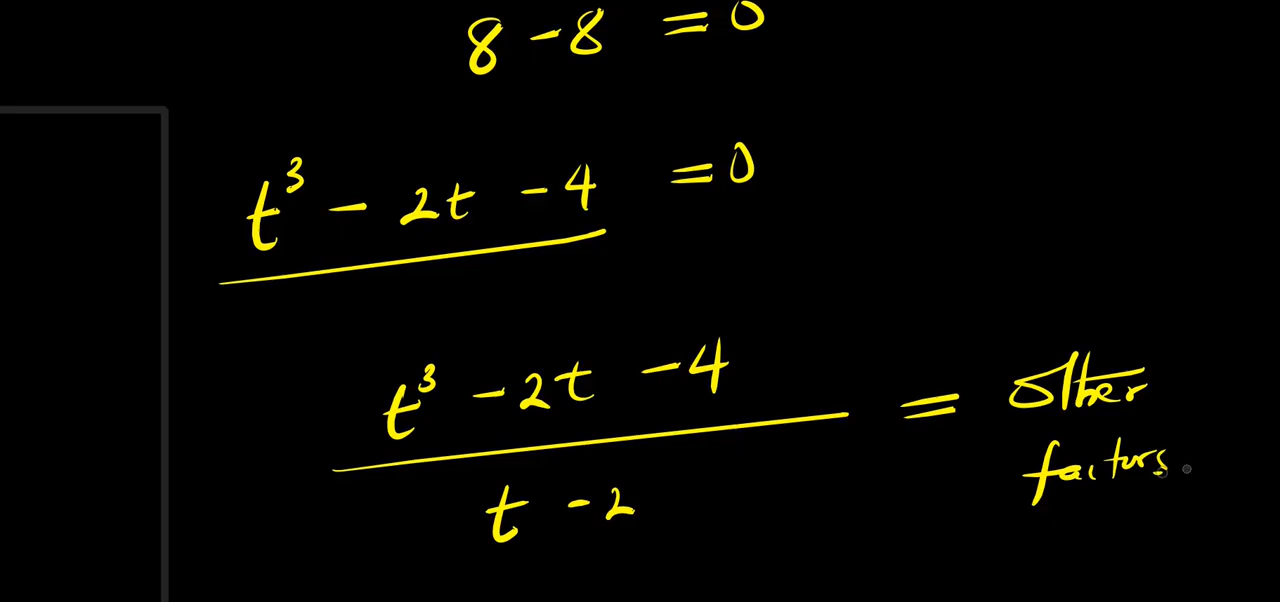 8 - 8 = 0
t³ - 2t - 4 = 0
t³ - 2t - 4 = other
t - 2 factors